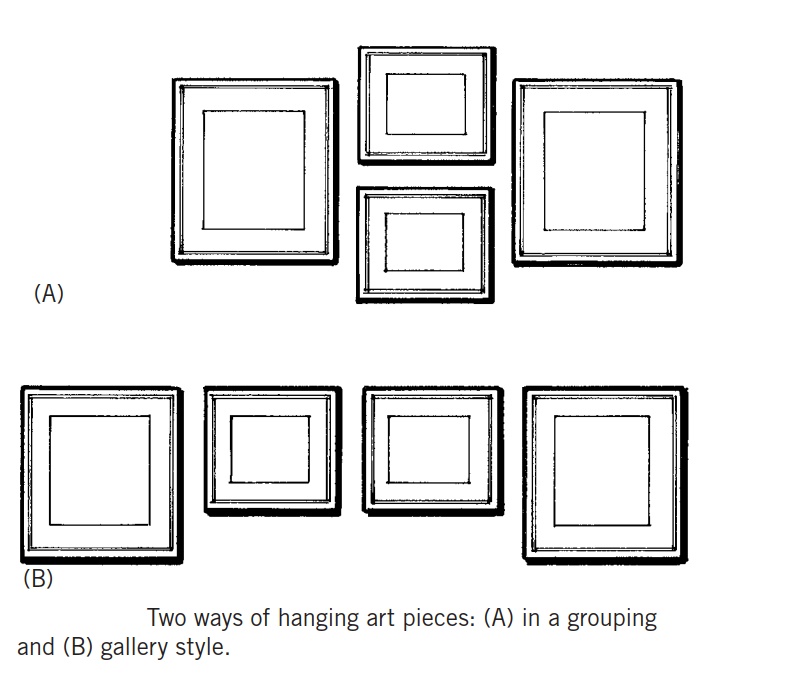 (A)
(B)
Two ways of hanging art pieces: (A) in a grouping
and (B) gallery style.